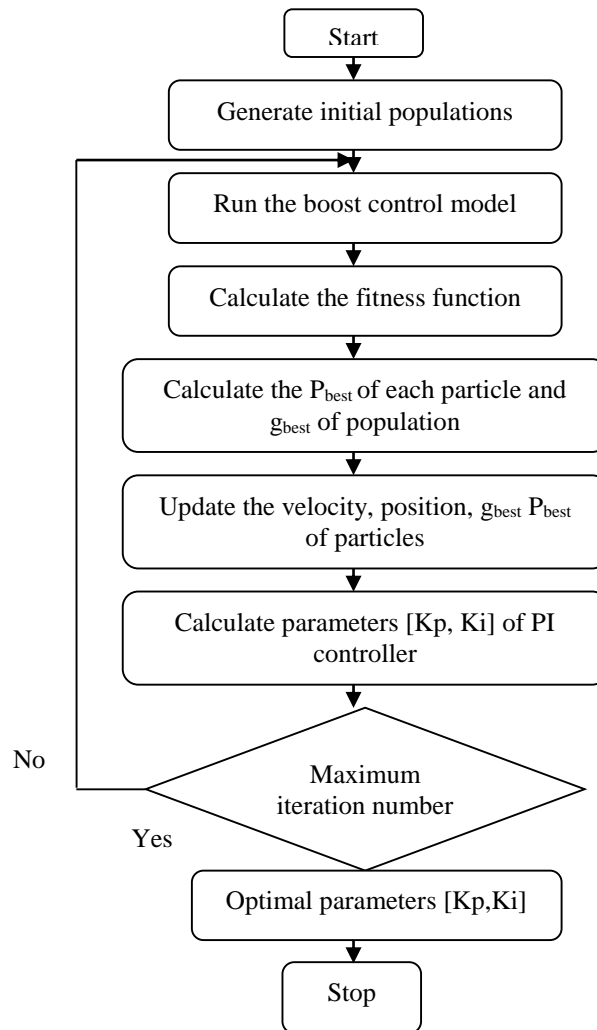 Start
Generate initial populations
Run the boost control model
Calculate the fitness function
Calculate the Pbest of each particle and
gbest of population
Update the velocity, position, gbest Pbest
of particles
Calculate parameters [Kp, Ki] of PI
controller
No
Maximum
iteration number
Yes
Optimal parameters [Kp,Ki]
Stop